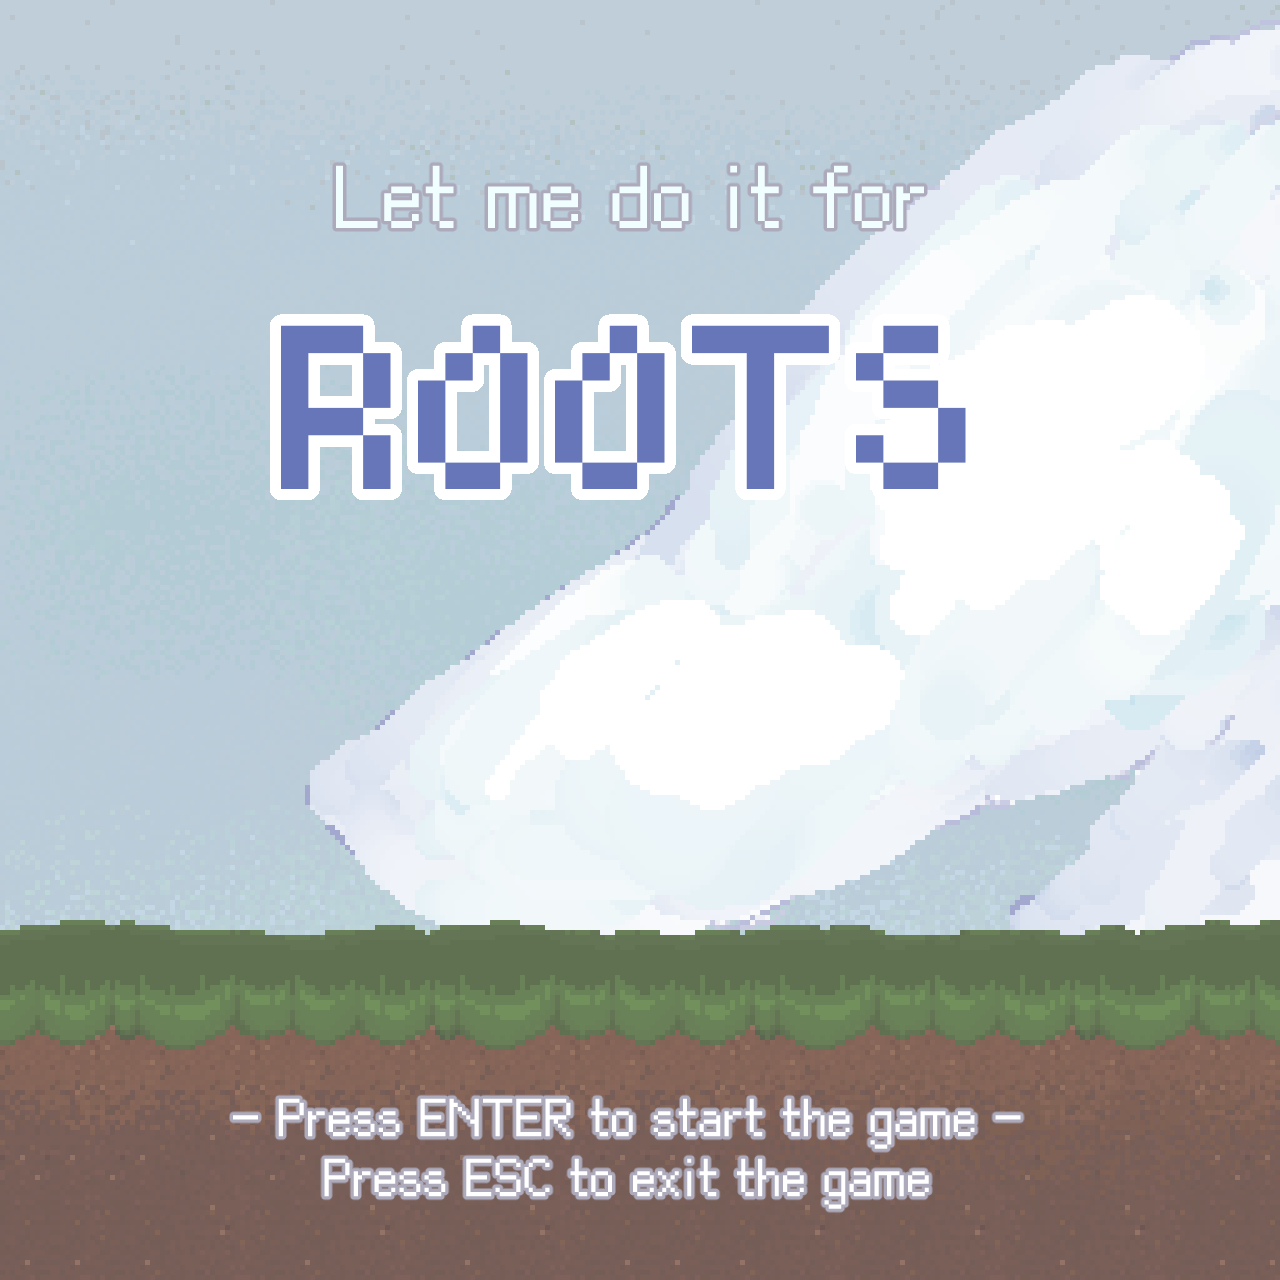 Let me do it for
ROOTS
- Press ENTER to start the game -
Press ESC to exit the game